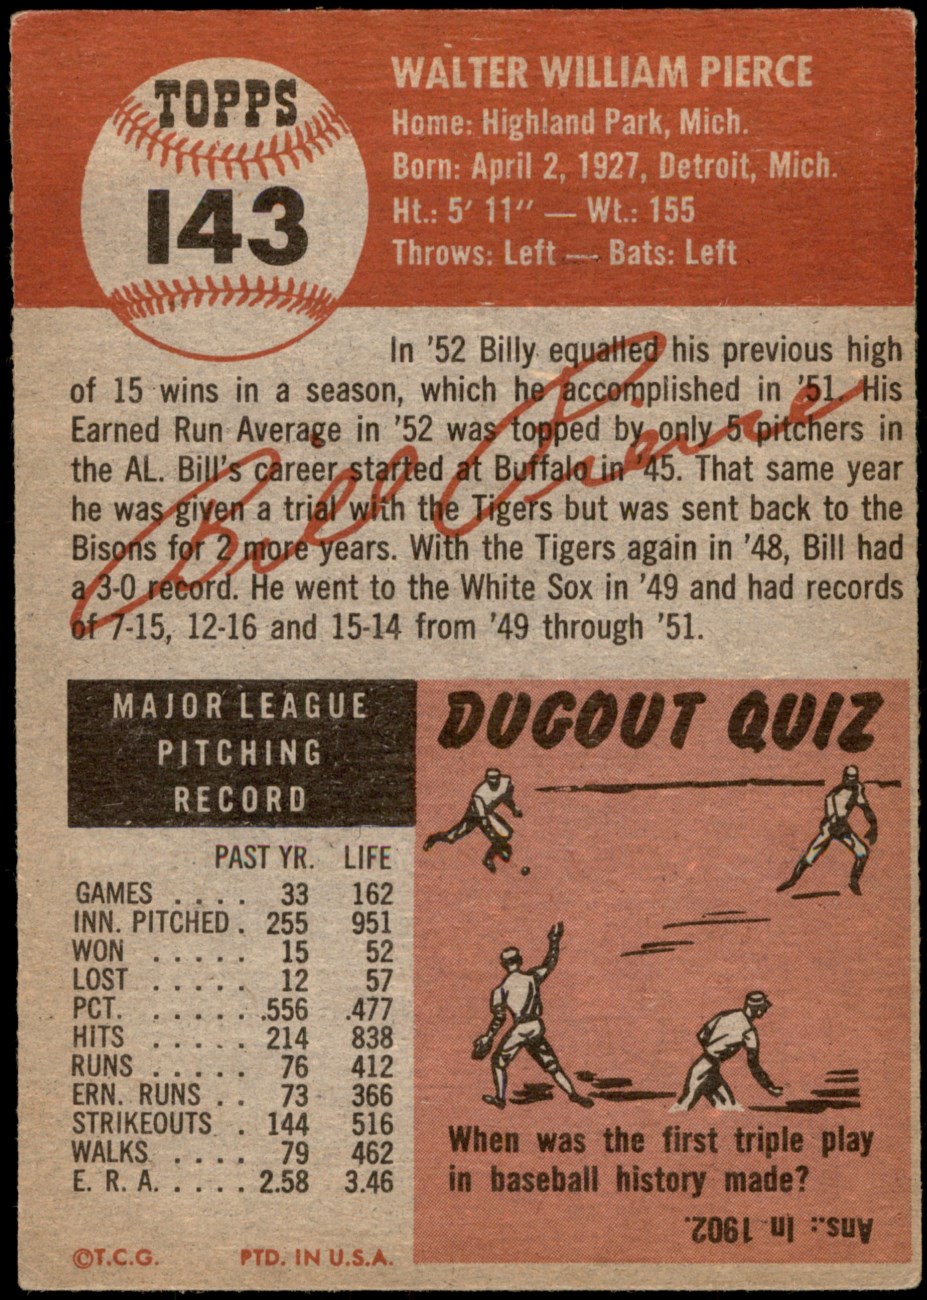 TOPPS
143
WALTER WILLIAM PIERCE
Home: Highland Park, Mich.
Born: April 2, 1927, Detroit, Mich.
Ht.: 5' 11" — Wt.: 155
Throws: Left — Bats: Left
In '52 Billy equalled his previous high
of 15 wins in a season, which he accomplished in '51. His
Earned Run Average in '52 was topped by only 5 pitchers in
the AL. Bill's career started at Buffalo in '45. That same year
he was given a trial with the Tigers but was sent back to the
Bisons for 2 more years. With the Tigers again in '48, Bill had
a 3-0 record. He went to the White Sox in '49 and had records
of 7-15, 12-16 and 15-14 from '49 through '51.
Bill Pierce
MAJOR LEAGUE
PITCHING
RECORD
PAST YR. LIFE
GAMES . . . . 33 162
INN. PITCHED . 255 951
WON . . . . . 15 52
LOST . . . . . 12 57
PCT. . . . . . .556 .477
HITS . . . . . 214 838
RUNS . . . . . 76 412
ERN. RUNS . . 73 366
STRIKEOUTS . 144 516
WALKS . . . . 79 462
E. R. A. . . . . 2.58 3.46
©T.C.G. PTD. IN U.S.A.
DUGOUT QUIZ
When was the first triple play
in baseball history made?
Ans.: In 1902.